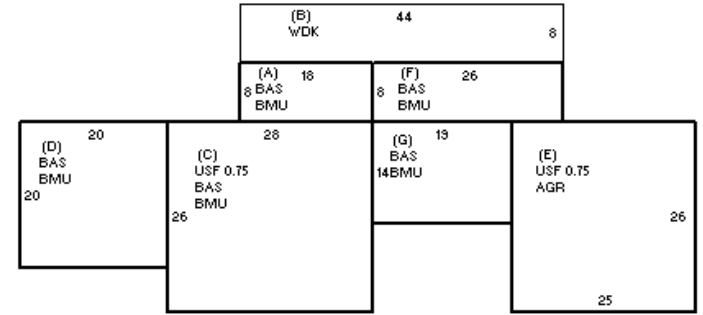 (B) 44
WDK
8
(A) 18
8 BAS
BMU
(F) 26
8 BAS
BMU
20
(D)
BAS
BMU
20
28
(C)
USF 0.75
BAS
BMU
26
19
(G)
BAS
14BMU
(E)
USF 0.75
AGR
26
25